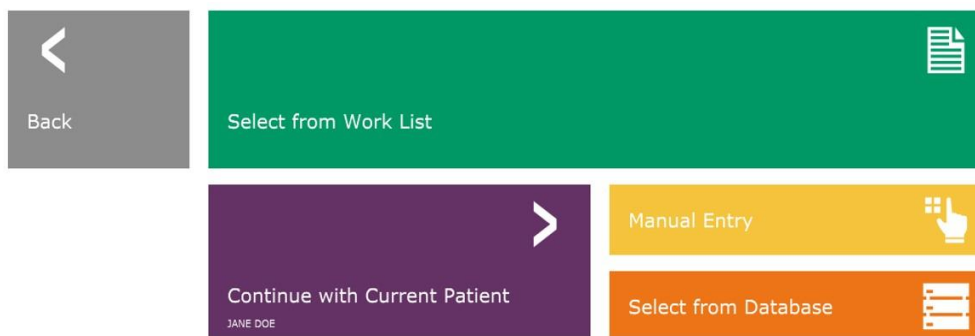 Back
Select from Work List
Continue with Current Patient
JANE DOE
Manual Entry
Select from Database